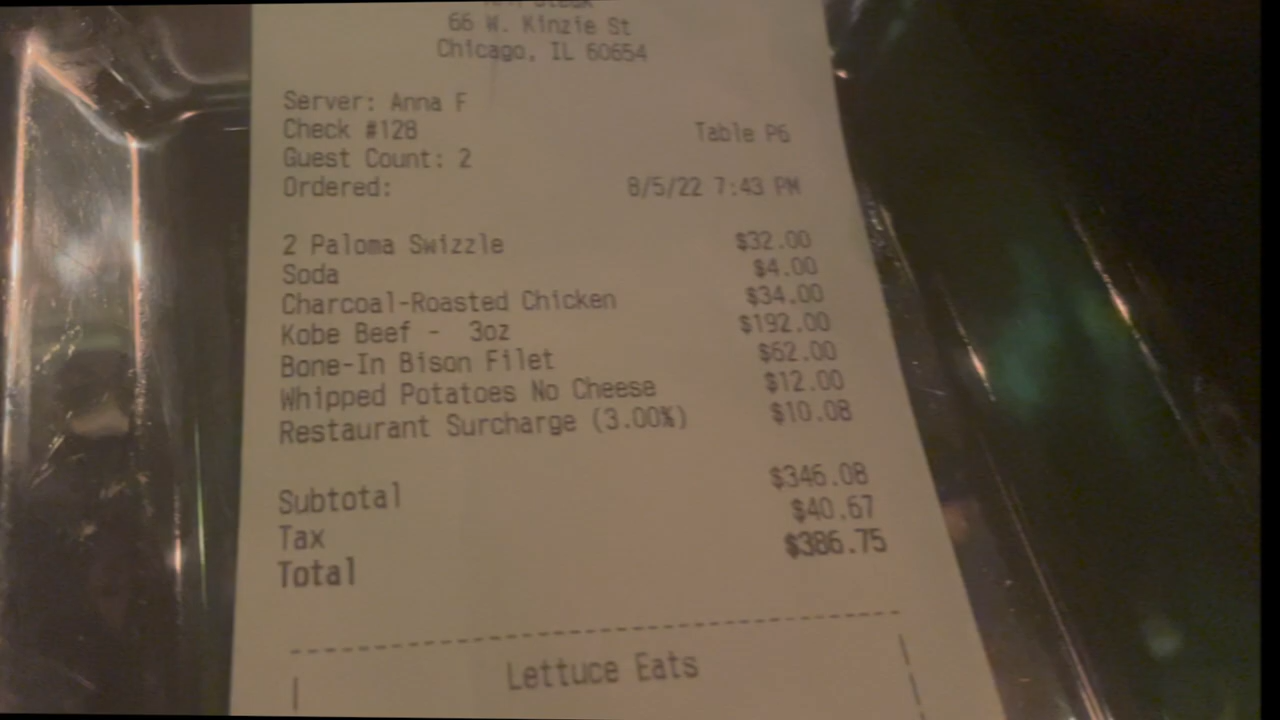 66 W. Kinzie St
Chicago, IL 60654
Server: Anna F
Check #128 Table P6
Guest Count: 2
Ordered: 8/5/22 7:43 PM
2 Paloma Swizzle $32.00
Soda $4.00
Charcoal-Roasted Chicken $34.00
Kobe Beef - 3oz $192.00
Bone-In Bison Filet $62.00
Whipped Potatoes No Cheese $12.00
Restaurant Surcharge (3.00%) $10.08
Subtotal $346.08
Tax $40.67
Total $386.75
Lettuce Eats